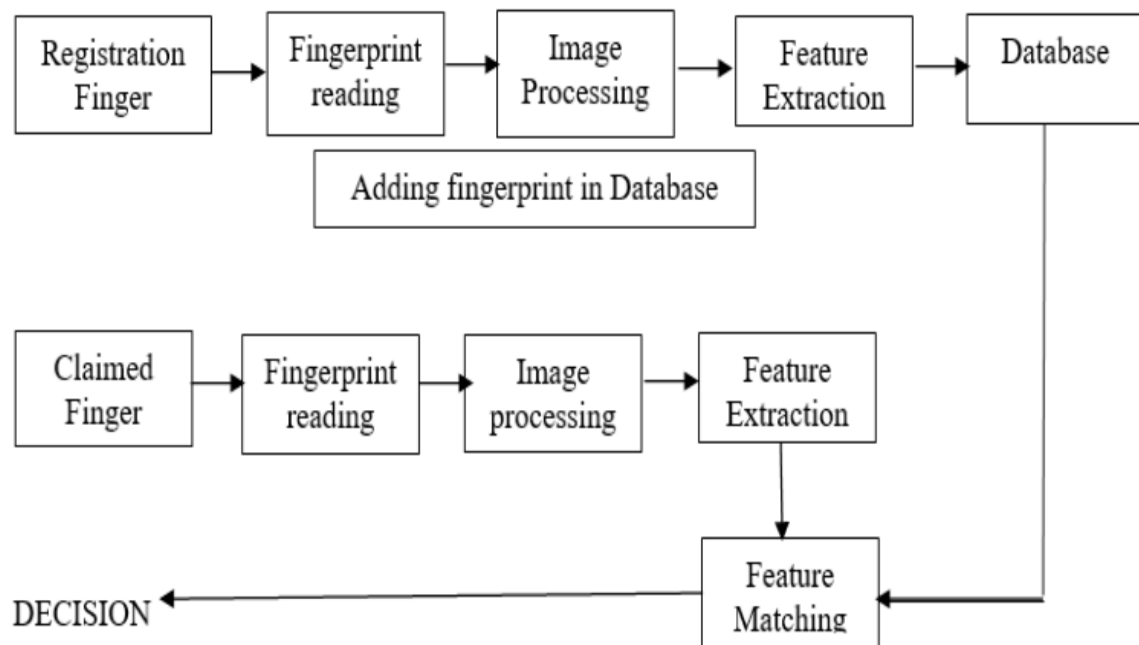 Registration
Finger
Fingerprint
reading
Image
Processing
Feature
Extraction
Database
Adding fingerprint in Database
Claimed
Finger
Fingerprint
reading
Image
processing
Feature
Extraction
Feature
Matching
DECISION